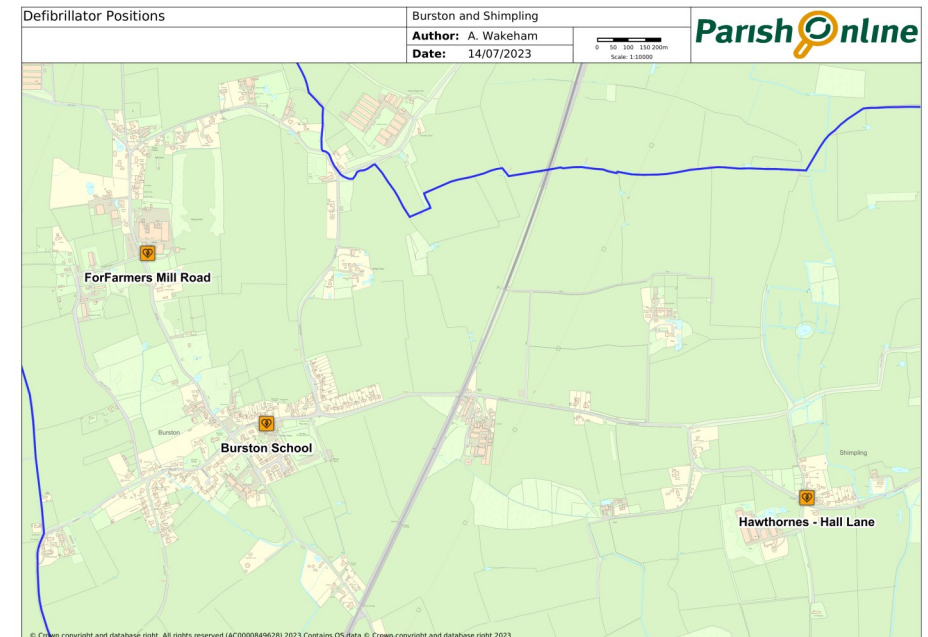 Defibrillator Positions
Burston and Shimpling
Author: A. Wakeham
Date: 14/07/2023
0 50 100 150 200m
Scale: 1:10000
Parish Online
ForFarmers Mill Road
Burston
Burston School
Shimpling
Hawthornes - Hall Lane
© Crown copyright and database right. All rights reserved (AC0000849628) 2023 Contains OS data © Crown copyright and database right 2023